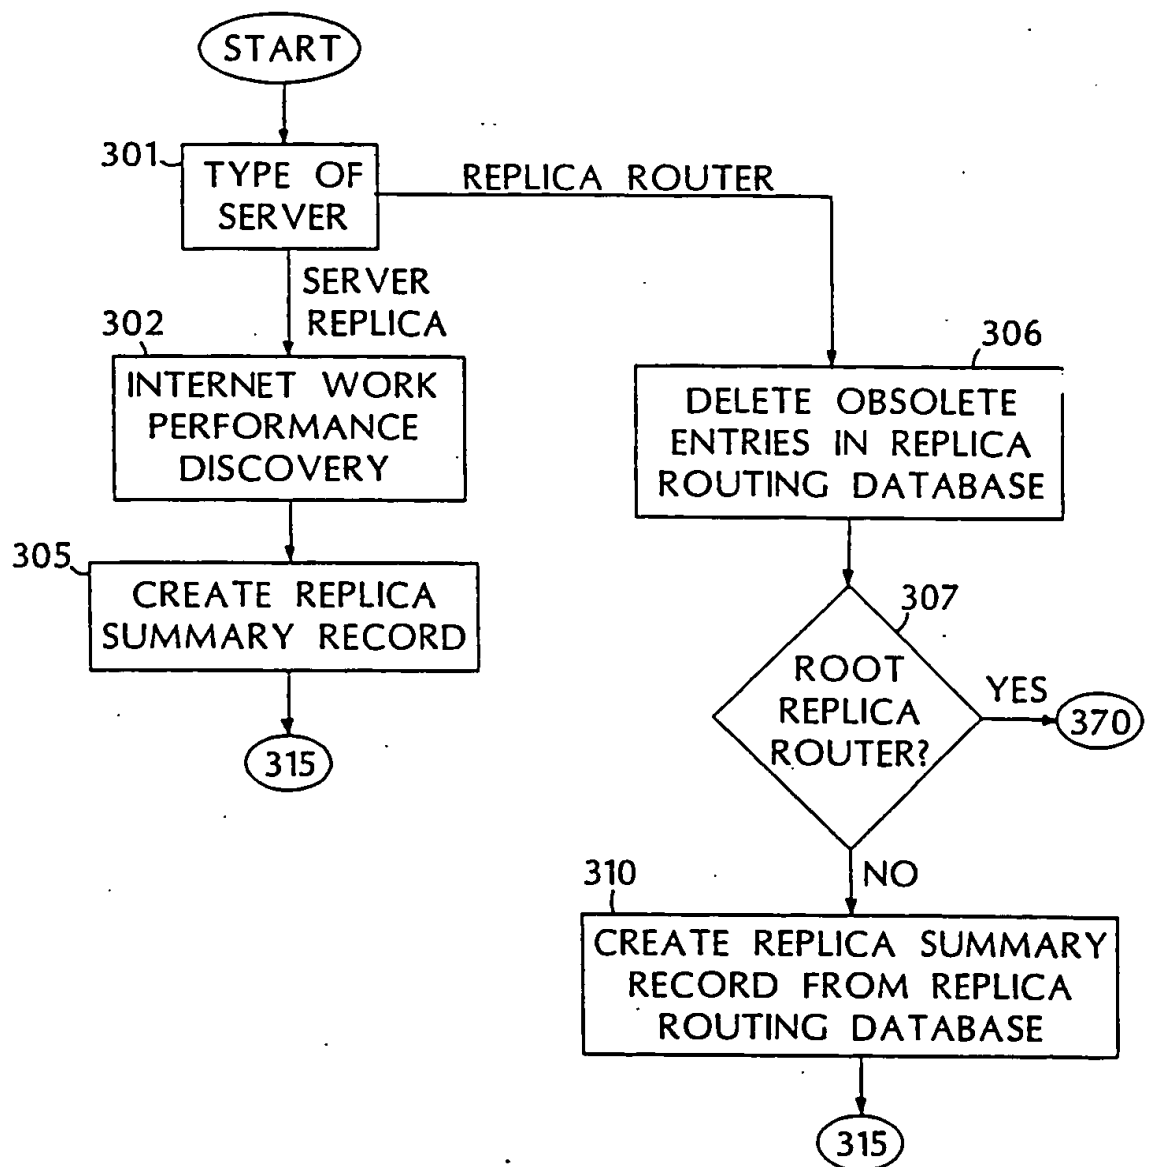 START
301
TYPE OF
SERVER
REPLICA ROUTER
SERVER
REPLICA
302
INTERNET WORK
PERFORMANCE
DISCOVERY
306
DELETE OBSOLETE
ENTRIES IN REPLICA
ROUTING DATABASE
305
CREATE REPLICA
SUMMARY RECORD
315
307
ROOT
REPLICA
ROUTER?
YES
370
NO
310
CREATE REPLICA SUMMARY
RECORD FROM REPLICA
ROUTING DATABASE
315